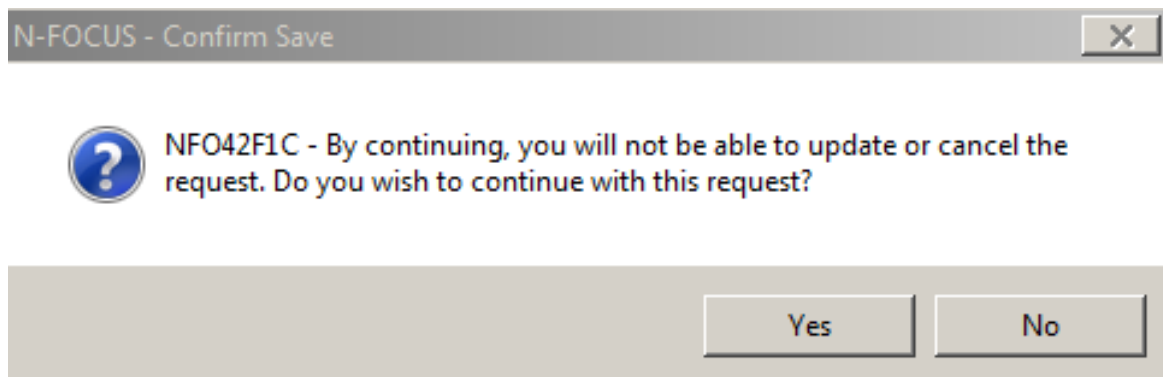 N-FOCUS - Confirm Save
NFO42F1C - By continuing, you will not be able to update or cancel the
request. Do you wish to continue with this request?
Yes
No